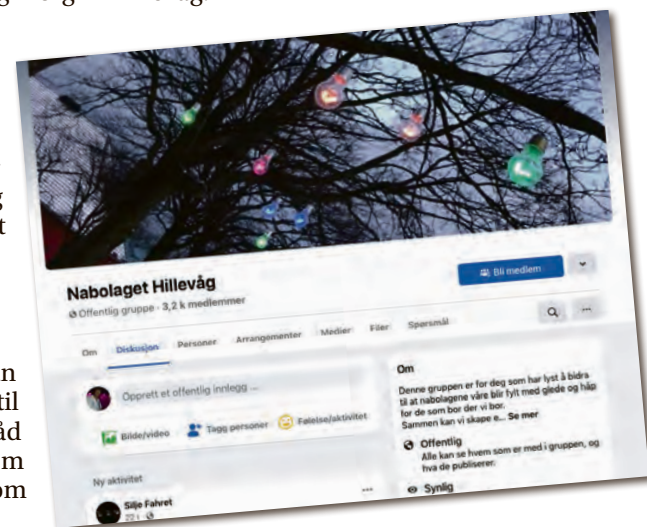 Nabolaget Hillevåg
Offentlig gruppe · 3,2 k medlemmer
Bli medlem
Om Diskusjon Personer Arrangementer Medier Filer Spørsmål
Opprett et offentlig innlegg ...
Bilde/video Tagg personer Følelse/aktivitet
Ny aktivitet
Silje Fahret
22 t
Om
Denne gruppen er for deg som har lyst å bidra
til at nabolagene våre blir fylt med glede og håp
for de som bor der vi bor.
Sammen kan vi skape e... Se mer
Offentlig
Alle kan se hvem som er med i gruppen, og
hva de publiserer.
Synlig
til